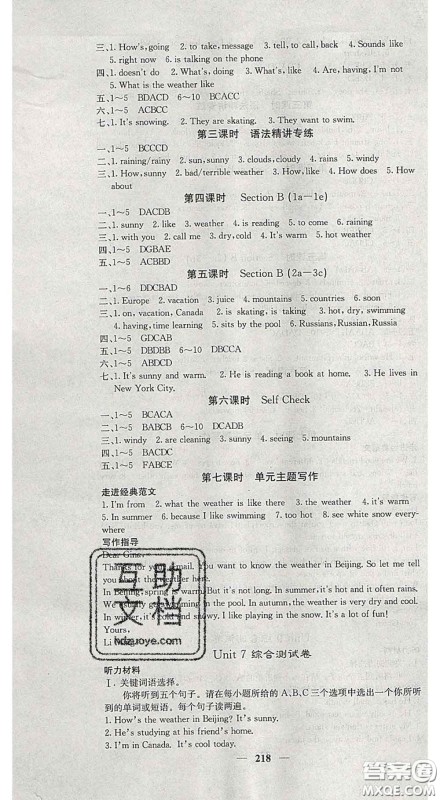 三、1. How's, going　2. to take, message　3. tell, to call, back　4. Sounds like
5. right now　6. is talking on the phone
四、1. doesn't do　2. What's, doing　3. What's, like　4. Are, having, I'm not
5. What is the weather like
五、1～5　BDACD　6～10　BCACC
六、1～5　ACBCC
七、1. It's snowing.　2. They are skating.　3. They want to swim.
第三课时　语法精讲专练
一、1～5　BCCCD
二、1. raining/rainy　2. sun, sunny　3. clouds, cloudy　4. rains　5. windy
三、1. How, sunny　2. bad/terrible weather　3. How, raining　4. How
about
第四课时　Section B (1a－1e)
一、1～5　DACDB
二、1. sunny　2. like　3. weather　4. cold　5. hot
三、1. with you　2. call me　3. dry, cold　4. It's warm　5. hot weather
四、1～5　DGBAE
五、1～5　ACBBD
第五课时　Section B (2a－3c)
一、1～6　DDCBAD
二、1. Europe　2. vacation　3. juice　4. mountains　5. countries　6. cold
三、1. on, vacation, Canada　2. is taking　3. hot, dry, swimming
4. having, time learning　5. sits by the pool　6. Russians, Russian, Russia
四、1～5　GDCAB
五、1～5　DBDBB　6～10　DBCCA
六、1～5　ABDCD
七、1. It's sunny and warm.　2. He is reading a book at home.　3. He lives in
New York City.
第六课时　Self Check
一、1～5　BCACA
二、1～5　BABCB　6～10　DCADB
三、1. windy　2. are cleaning　3. sunny　4. mountains　5. skating
四、1～5　BACDC
五、1～5　FABCE
第七课时　单元主题写作
走进经典范文
1. I'm from　2. what the weather is like there　3. the weather　4. it's warm
5. In summer　6. because I like swimming　7. too hot　8. see white snow every-
where
写作指导
Dear Gina,
Thanks for your email. You want to know the weather in Beijing. So let me tell
you about the weather here.
In Beijing, spring is warm. But it's not long. In summer, it's hot and it often rains.
We usually go swimming in the pool. In autumn, the weather is cool and dry. And
in winter, it's cold and it often snows. It's a lot of fun!
Yours,
Li
互助
文档
hdzuoye.com
Unit 7 综合测试卷
听力材料
Ⅰ. 关键词语选择。
你将听到五个句子。请在每小题所给的 A、B、C 三个选项中选出一个你所听
到的单词或短语。每个句子读两遍。
1. How's the weather in Beijing? It's sunny.
2. He's studying at his friend's home.
3. I'm in Canada. It's cool today.
218
答案圈
MXQE.COM